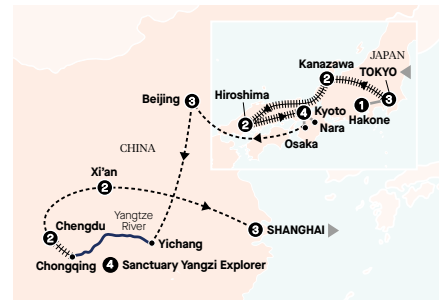 JAPAN
Kanazawa
2
TOKYO
3
Hiroshima
2
Beijing
3
4 Kyoto
1
Hakone
Nara
Osaka
CHINA
Xi'an
2
Yangtze
River
Chengdu
2
3 SHANGHAI
Yichang
Chongqing
4 Sanctuary Yangzi Explorer